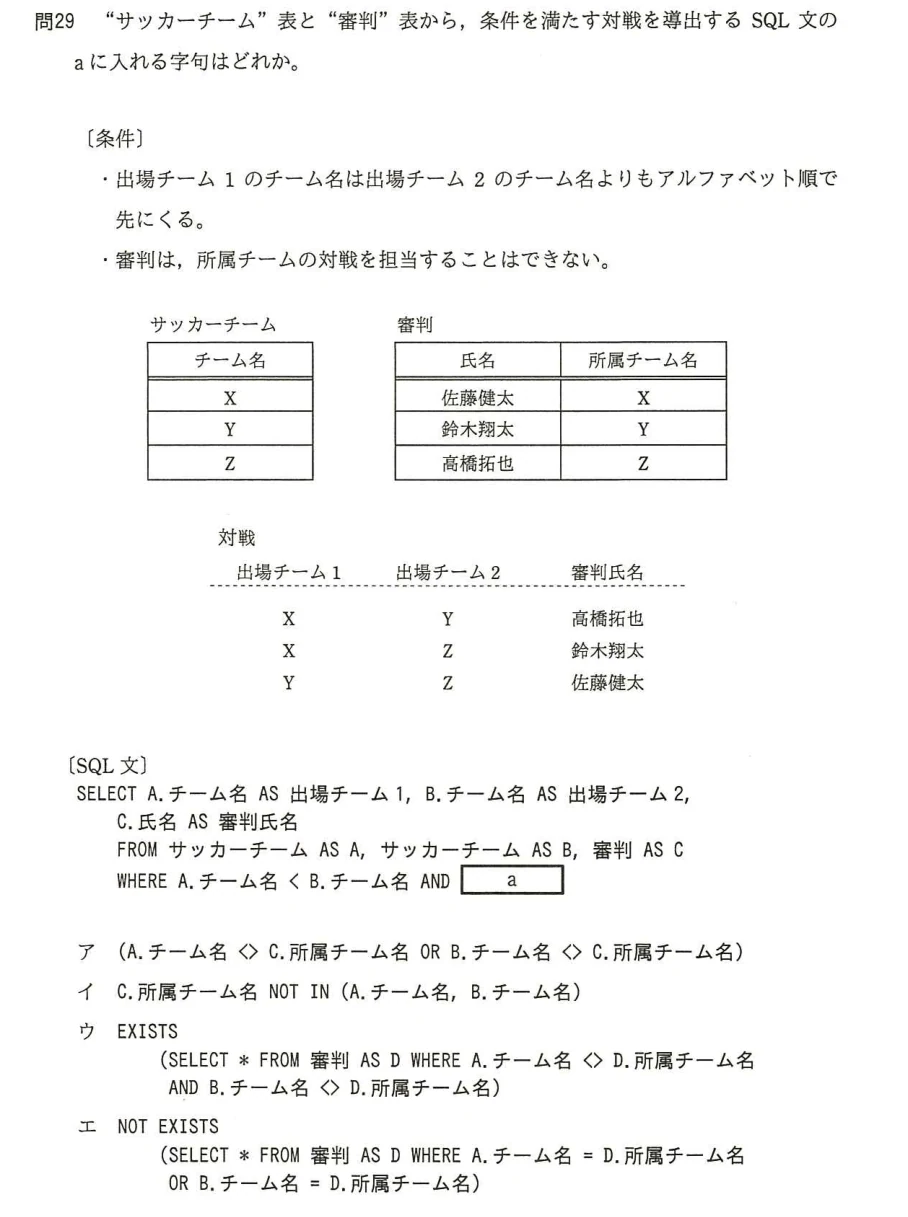 問29 “サッカーチーム”表と“審判”表から，条件を満たす対戦を導出する SQL 文の
aに入れる字句はどれか。
〔条件〕
・出場チーム 1 のチーム名は出場チーム 2 のチーム名よりもアルファベット順で
先にくる。
・審判は，所属チームの対戦を担当することはできない。
サッカーチーム 審判
チーム名 氏名 所属チーム名
X 佐藤健太 X
Y 鈴木翔太 Y
Z 高橋拓也 Z
対戦
出場チーム1 出場チーム2 審判氏名
X Y 高橋拓也
X Z 鈴木翔太
Y Z 佐藤健太
〔SQL 文〕
SELECT A.チーム名 AS 出場チーム1, B.チーム名 AS 出場チーム2,
C.氏名 AS 審判氏名
FROM サッカーチーム AS A, サッカーチーム AS B, 審判 AS C
WHERE A.チーム名 < B.チーム名 AND a
ア (A.チーム名 <> C.所属チーム名 OR B.チーム名 <> C.所属チーム名)
イ C.所属チーム名 NOT IN (A.チーム名, B.チーム名)
ウ EXISTS
(SELECT * FROM 審判 AS D WHERE A.チーム名 <> D.所属チーム名
AND B.チーム名 <> D.所属チーム名)
エ NOT EXISTS
(SELECT * FROM 審判 AS D WHERE A.チーム名 = D.所属チーム名
OR B.チーム名 = D.所属チーム名)